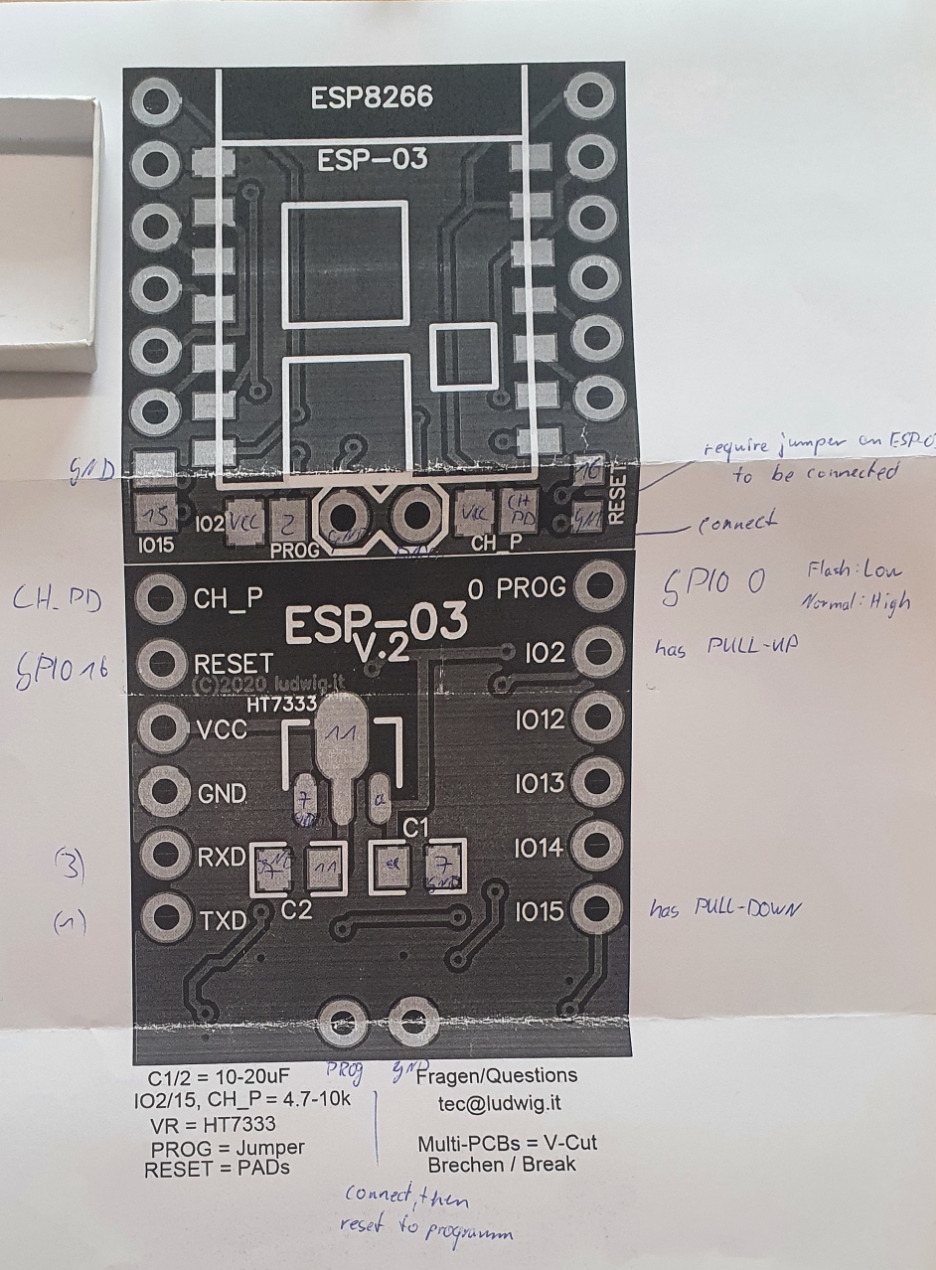 ESP8266
ESP-03
require jumper on
to be connected
GND
16
RESET
15
IO2
VCC
2
GND
VCC
CH
PD
GN
connect
IO15
PROG
CH_P
CH_PD
CH_P
0 PROG
GPIO 0
Flash: Low
Normal: High
ESP-03
V.2
GPIO 16
RESET
IO2
has PULL-UP
(C)2020 ludwig.it
HT7333
VCC
11
IO12
GND
7
GND
IO13
C1
(3)
RXD
11
7
GND
IO14
(1)
TXD
C2
IO15
has PULL-DOWN
PROG
GND
C1/2 = 10-20uF
IO2/15, CH_P = 4.7-10k
VR = HT7333
PROG = Jumper
RESET = PADs
Fragen/Questions
tec@ludwig.it
Multi-PCBs = V-Cut
Brechen / Break
connect, then
reset to programm